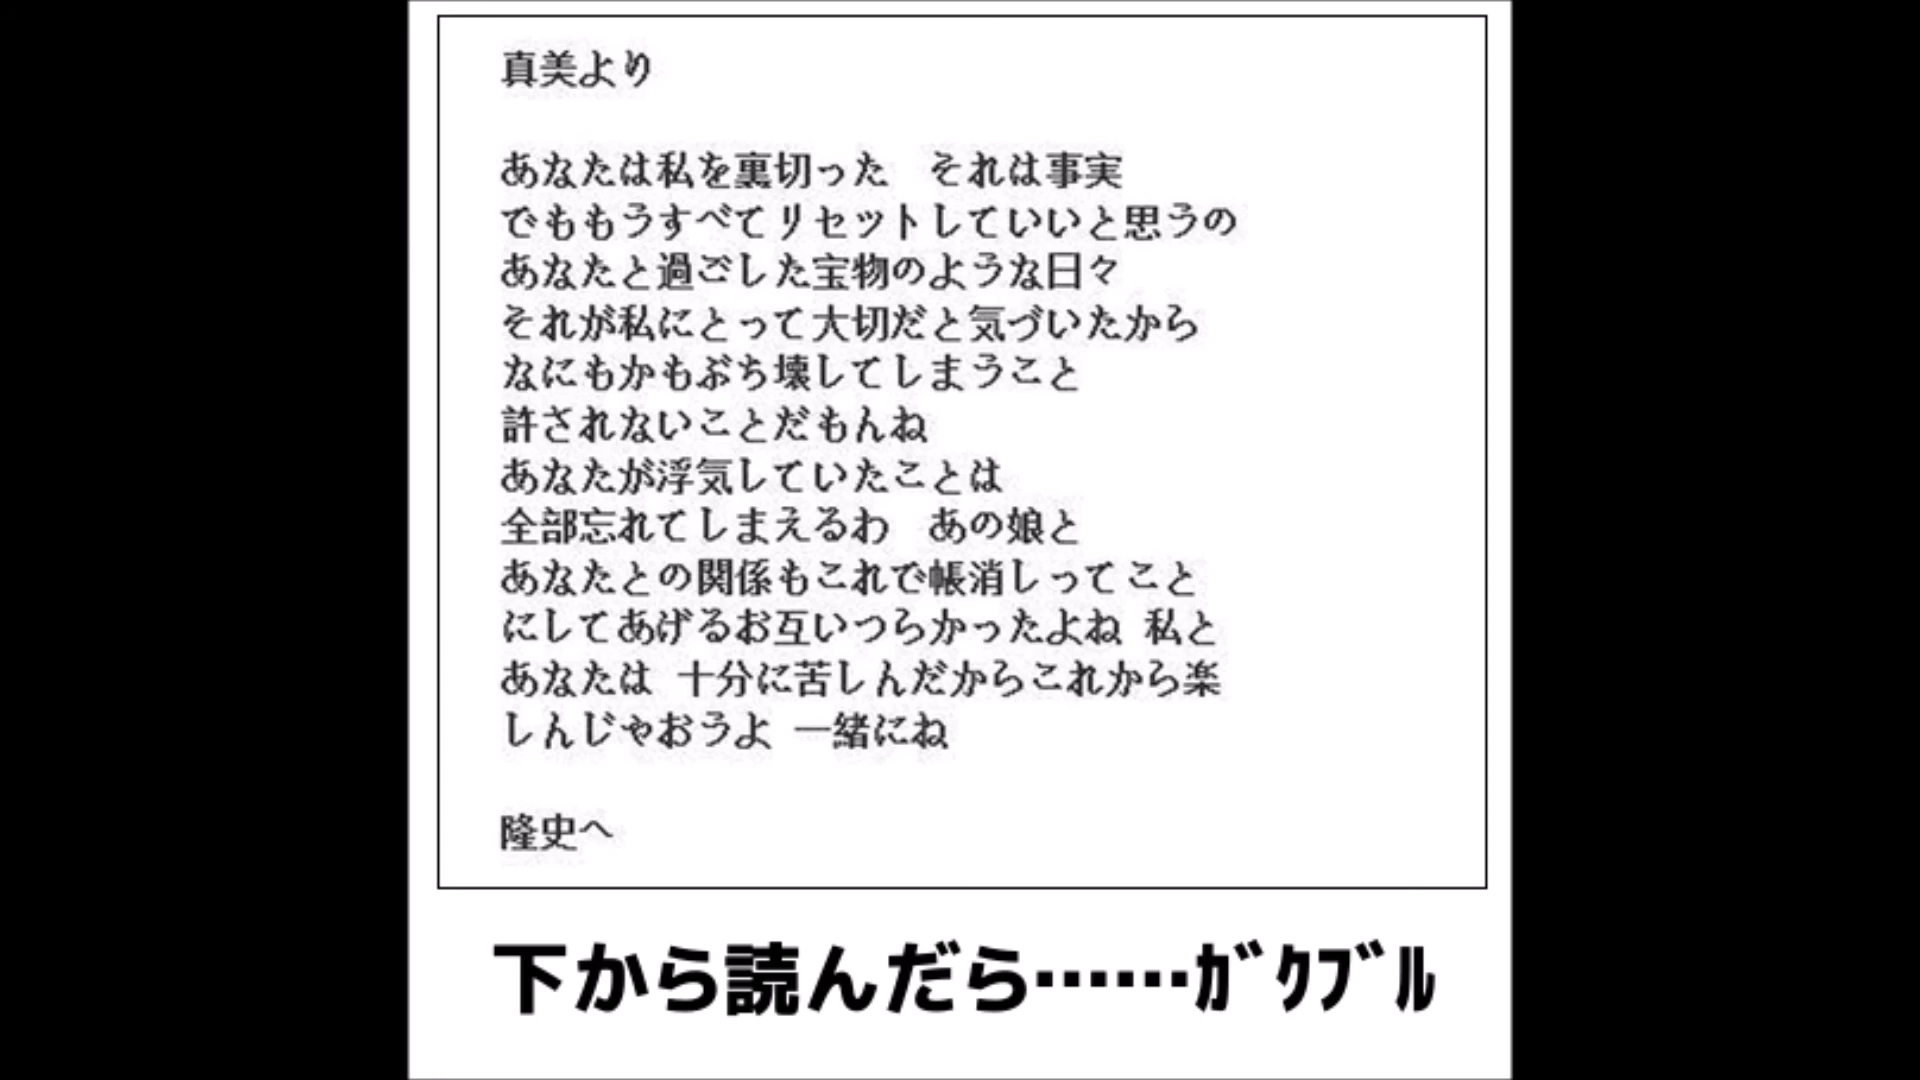 真美より
あなたは私を裏切った　それは事実
でももうすべてリセットしていいと思うの
あなたと過ごした宝物のような日々
それが私にとって大切だと気づいたから
なにもかもぶち壊してしまうこと
許されないことだもんね
あなたが浮気していたことは
全部忘れてしまえるわ　あの娘と
あなたとの関係もこれで帳消しってこと
にしてあげるお互いつらかったよね 私と
あなたは 十分に苦しんだからこれから楽
しんじゃおうよ 一緒にね
隆史へ
下から読んだら……ｶﾞｸﾌﾞﾙ